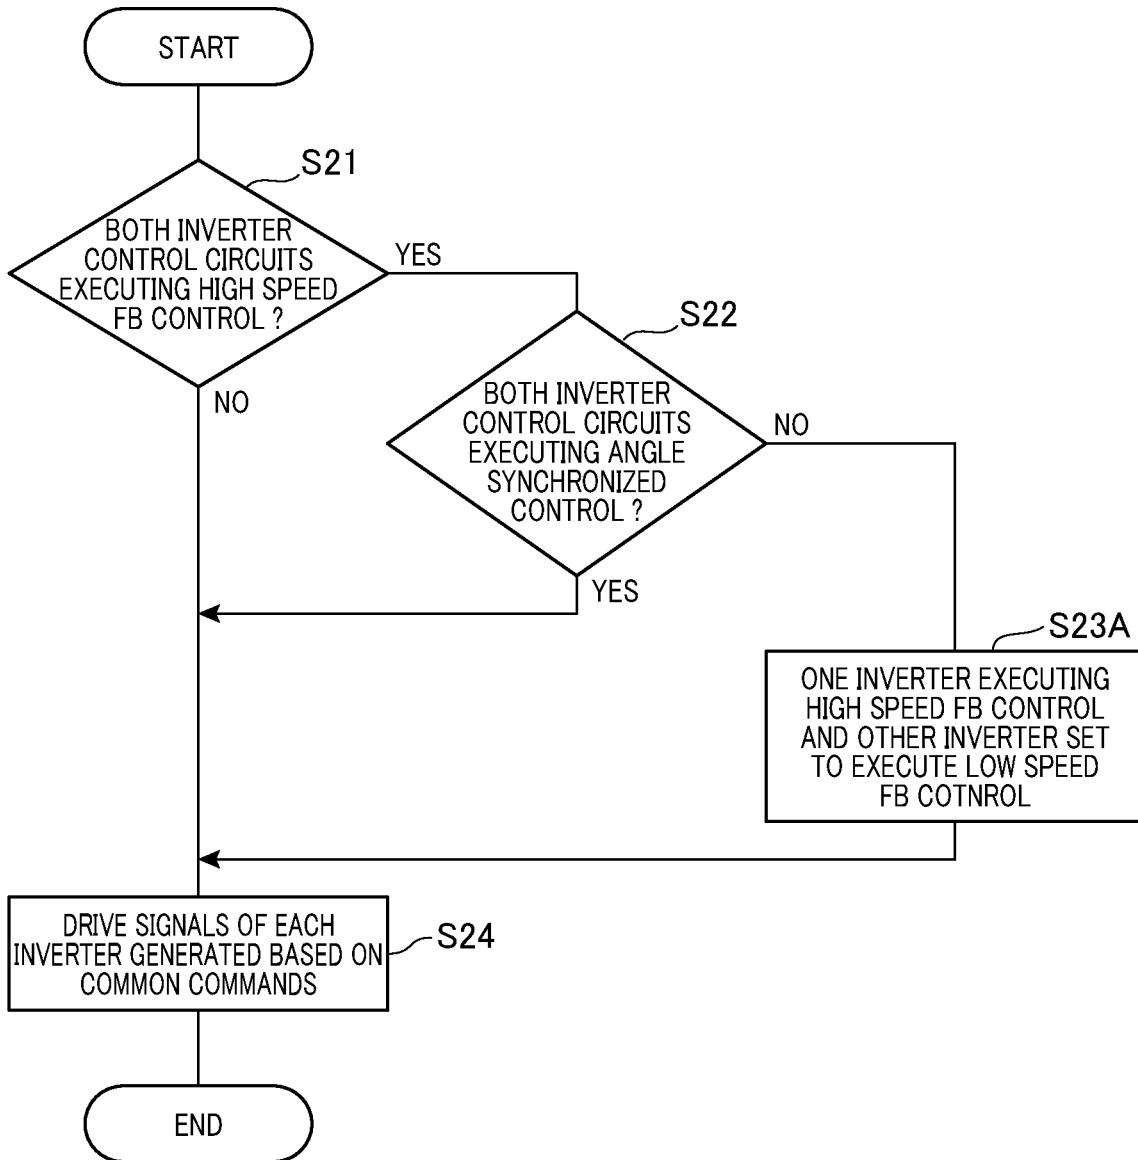 START
S21
BOTH INVERTER
CONTROL CIRCUITS
EXECUTING HIGH SPEED
FB CONTROL ?
YES
NO
S22
BOTH INVERTER
CONTROL CIRCUITS
EXECUTING ANGLE
SYNCHRONIZED
CONTROL ?
NO
YES
S23A
ONE INVERTER EXECUTING
HIGH SPEED FB CONTROL
AND OTHER INVERTER SET
TO EXECUTE LOW SPEED
FB COTNROL
DRIVE SIGNALS OF EACH
INVERTER GENERATED BASED ON
COMMON COMMANDS
S24
END